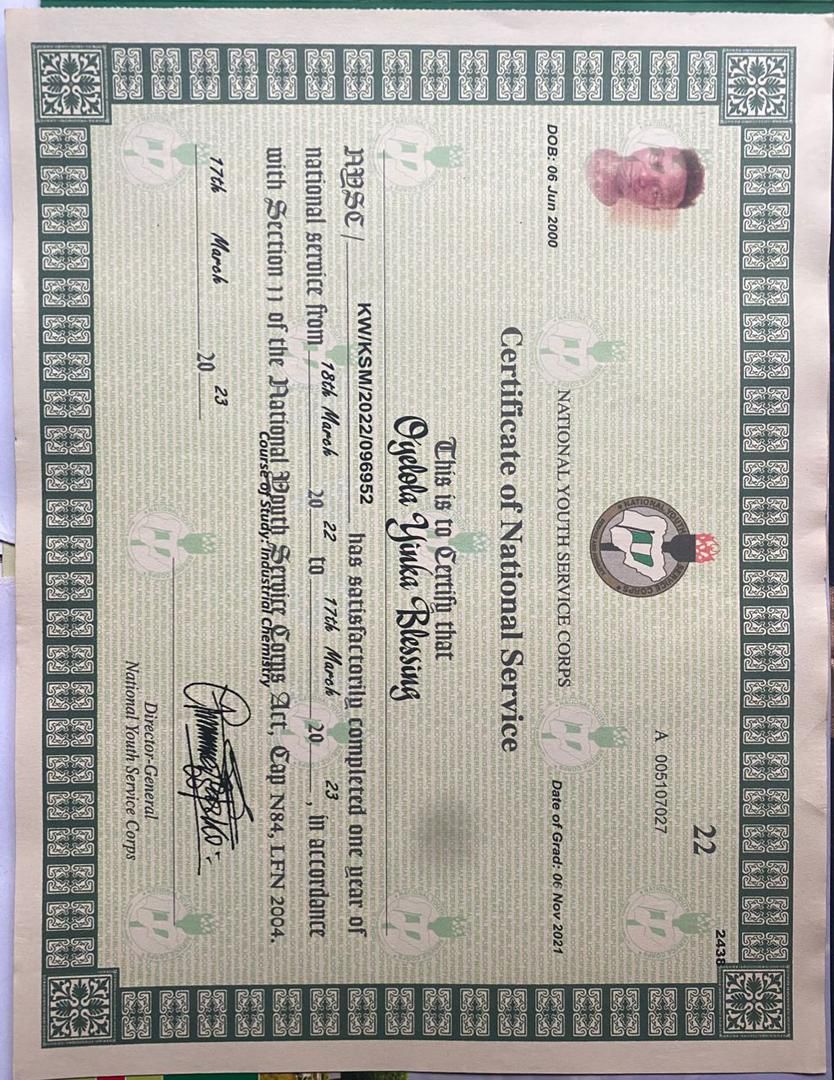 2438
22
A 005107027
NATIONAL YOUTH SERVICE CORPS
DOB: 06 Jun 2000
NATIONAL YOUTH SERVICE CORPS
Date of Grad: 06 Nov 2021
Certificate of National Service
This is to Certify that
Oyelola Yinka Blessing
NYSC / KW/KSM/2022/096952 has satisfactorily completed one year of
national service from 18th March 20 22 to 17th March 20 23, in accordance
with Section 11 of the National Youth Service Corps Act, Cap N84, LFN 2004.
Course of Study: Industrial Chemistry
17th March 20 23
Director-General
National Youth Service Corps